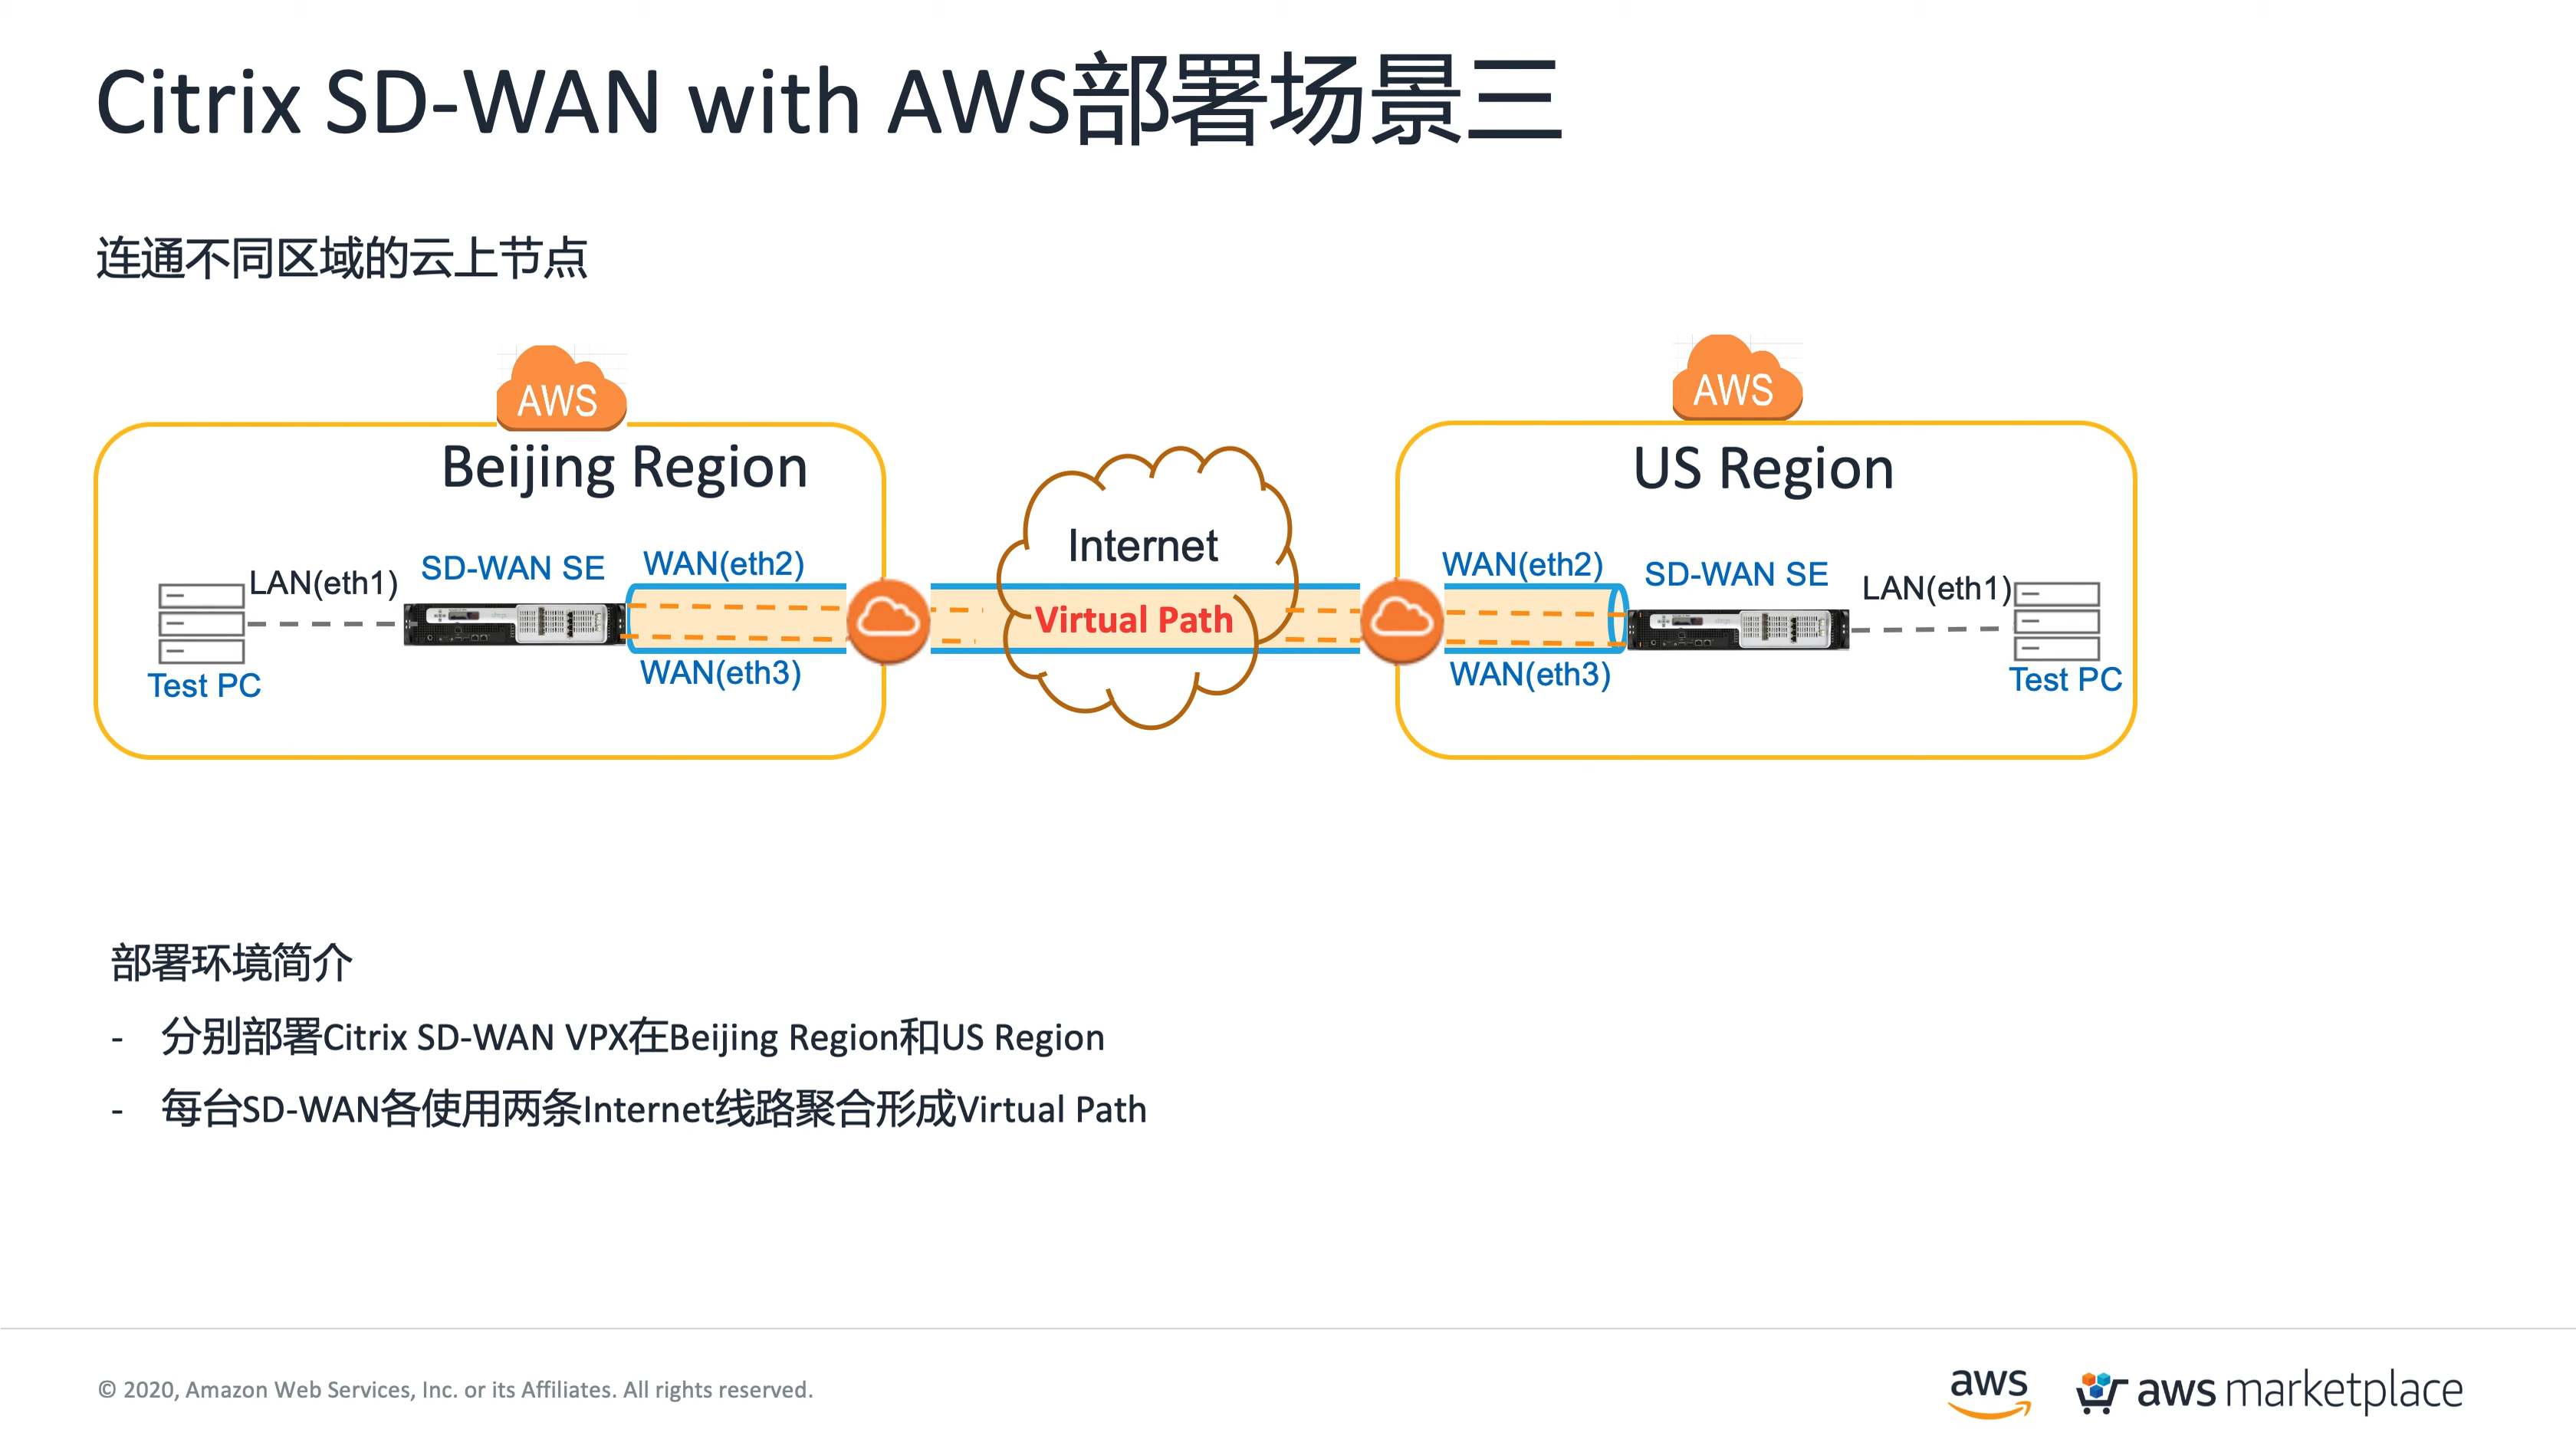 Citrix SD-WAN with AWS部署场景三
连通不同区域的云上节点
AWS
AWS
Beijing Region
US Region
Internet
LAN(eth1)
SD-WAN SE
WAN(eth2)
WAN(eth2)
SD-WAN SE
LAN(eth1)
Virtual Path
Test PC
WAN(eth3)
WAN(eth3)
Test PC
部署环境简介
- 分别部署Citrix SD-WAN VPX在Beijing Region和US Region
- 每台SD-WAN各使用两条Internet线路聚合形成Virtual Path
© 2020, Amazon Web Services, Inc. or its Affiliates. All rights reserved.
aws
aws marketplace